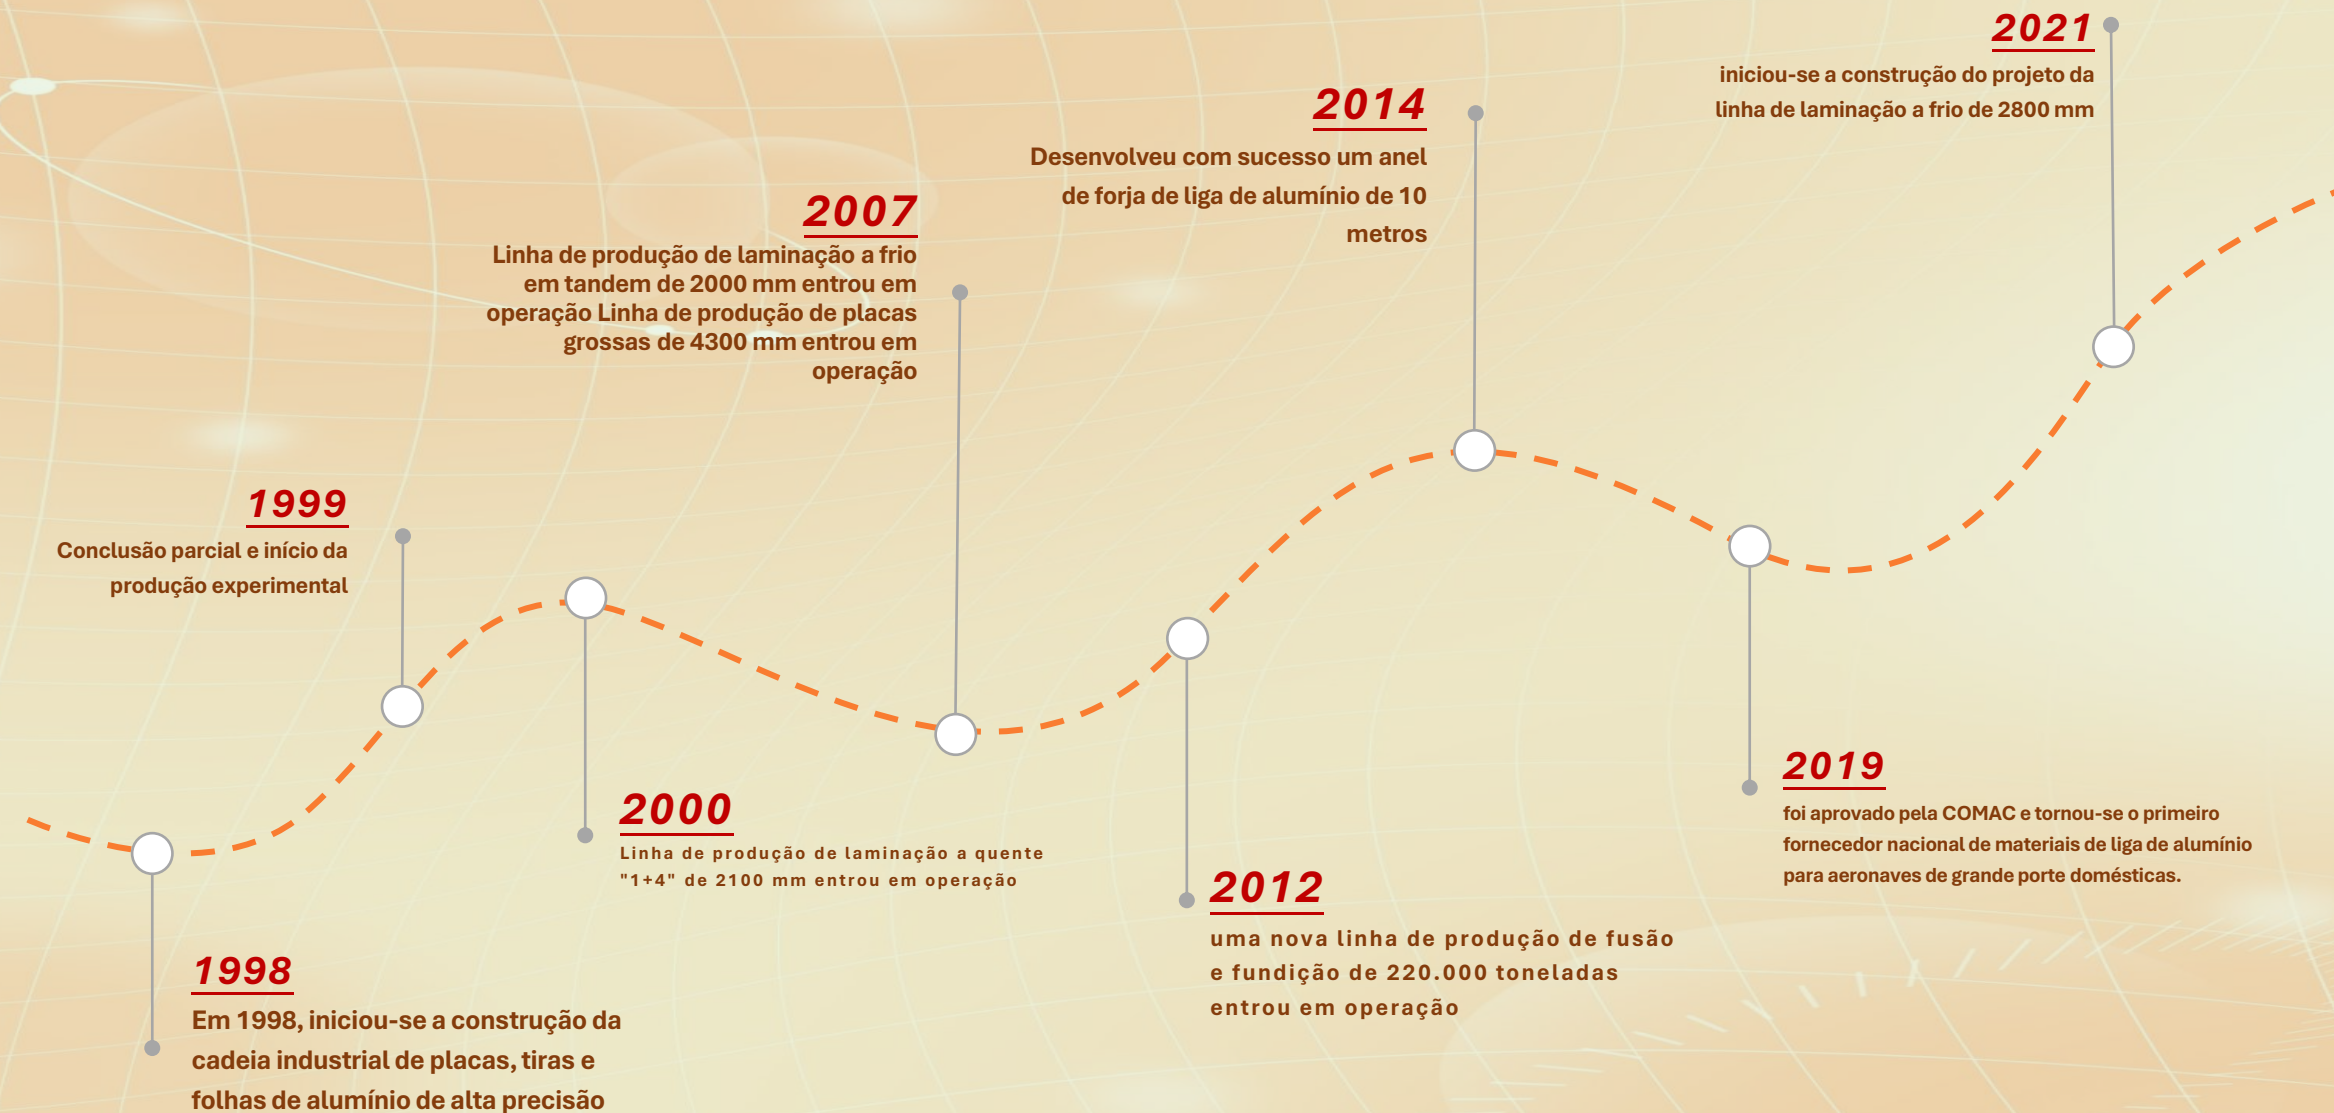 1998
Em 1998, iniciou-se a construção da
cadeia industrial de placas, tiras e
folhas de alumínio de alta precisão
1999
Conclusão parcial e início da
produção experimental
2000
Linha de produção de laminação a quente
"1+4" de 2100 mm entrou em operação
2007
Linha de produção de laminação a frio
em tandem de 2000 mm entrou em
operação Linha de produção de placas
grossas de 4300 mm entrou em
operação
2012
uma nova linha de produção de fusão
e fundição de 220.000 toneladas
entrou em operação
2014
Desenvolveu com sucesso um anel
de forja de liga de alumínio de 10
metros
2019
foi aprovado pela COMAC e tornou-se o primeiro
fornecedor nacional de materiais de liga de alumínio
para aeronaves de grande porte domésticas.
2021
iniciou-se a construção do projeto da
linha de laminação a frio de 2800 mm